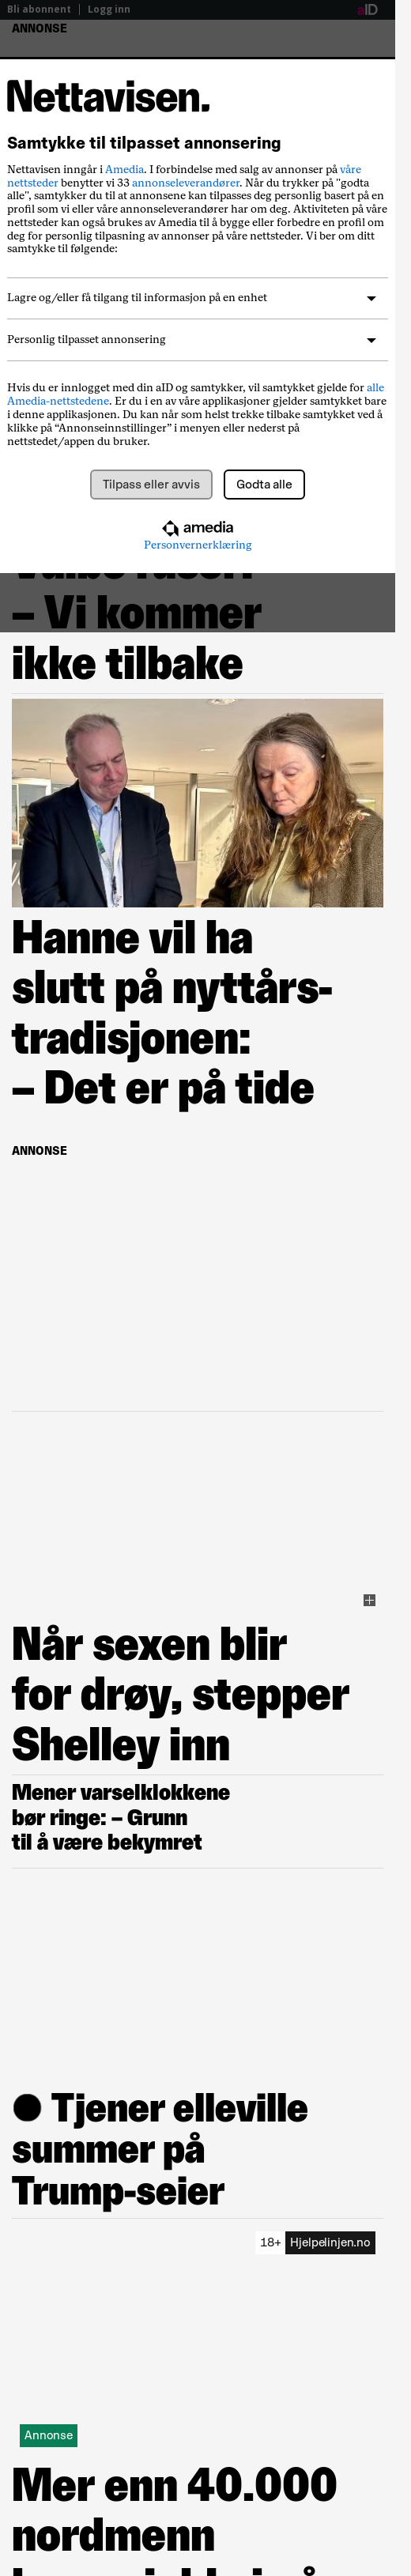 Bli abonnent | Logg inn
aID
ANNONSE
Nettavisen.
Samtykke til tilpasset annonsering
Nettavisen inngår i Amedia. I forbindelse med salg av annonser på våre
nettsteder benytter vi 33 annonseleverandører. Når du trykker på "godta
alle", samtykker du til at annonsene kan tilpasses deg personlig basert på en
profil som vi eller våre annonseleverandører har om deg. Aktiviteten på våre
nettsteder kan også brukes av Amedia til å bygge eller forbedre en profil om
deg for personlig tilpasning av annonser på våre nettsteder. Vi ber om ditt
samtykke til følgende:
Lagre og/eller få tilgang til informasjon på en enhet
Personlig tilpasset annonsering
Hvis du er innlogget med din aID og samtykker, vil samtykket gjelde for alle
Amedia-nettstedene. Er du i en av våre applikasjoner gjelder samtykket bare
i denne applikasjonen. Du kan når som helst trekke tilbake samtykket ved å
klikke på “Annonseinnstillinger” i menyen eller nederst på
nettstedet/appen du bruker.
Tilpass eller avvis
Godta alle
amedia
Personvernerklæring
– Vi kommer
ikke tilbake
Hanne vil ha
slutt på nyttårs-
tradisjonen:
– Det er på tide
ANNONSE
Når sexen blir
for drøy, stepper
Shelley inn
Mener varselklokkene
bør ringe: – Grunn
til å være bekymret
Tjener elleville
summer på
Trump-seier
18+ Hjelpelinjen.no
Annonse
Mer enn 40.000
nordmenn